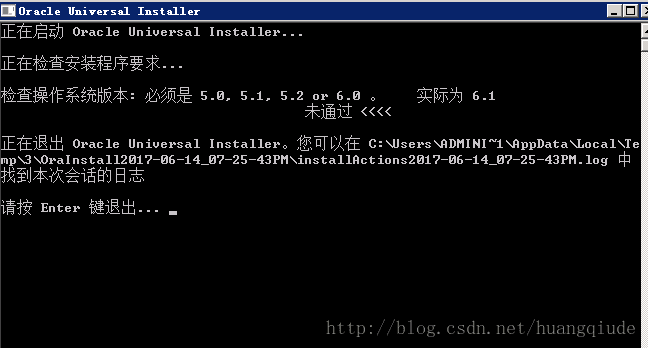 Oracle Universal Installer
正在启动 Oracle Universal Installer...
正在检查安装程序要求...
检查操作系统版本: 必须是 5.0, 5.1, 5.2 or 6.0 。 实际为 6.1
未通过 <<<<
正在退出 Oracle Universal Installer。您可以在 C:\Users\ADMINI~1\AppData\Local\Te
mp\3\OraInstall2017-06-14_07-25-43PM\installActions2017-06-14_07-25-43PM.log 中
找到本次会话的日志
请按 Enter 键退出...
http://blog.csdn.net/huangqiude